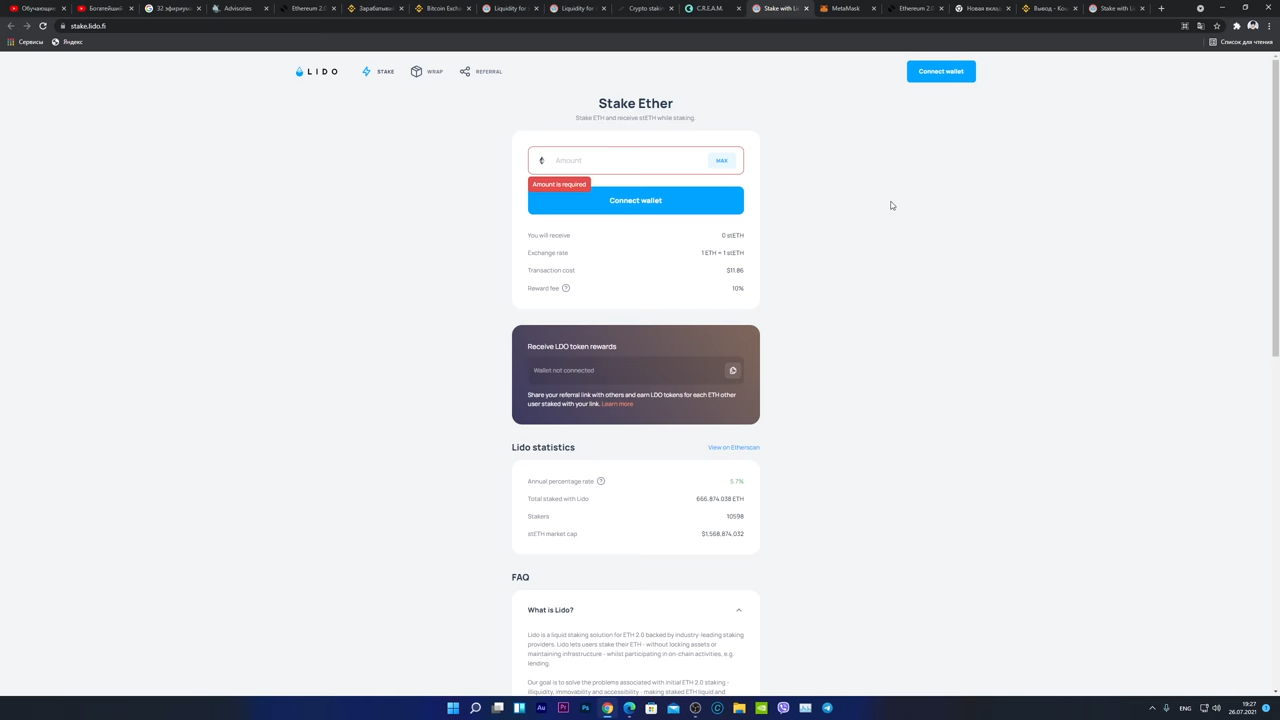 Обучающие
Богатейший
32 эфириум
Advisories
Ethereum 2.0
Зарабатывай
Bitcoin Excha
Liquidity for
Liquidity for
Crypto stakin
C.R.E.A.M.
Stake with Li
MetaMask
Ethereum 2.0
Новая вкладка
Вывод - Кош
Stake with Li
stake.lido.fi
Сервисы
Яндекс
Список для чтения
LIDO
STAKE
WRAP
REFERRAL
Connect wallet
Stake Ether
Stake ETH and receive stETH while staking.
Amount
MAX
Amount is required
Connect wallet
You will receive 0 stETH
Exchange rate 1 ETH = 1 stETH
Transaction cost $11.86
Reward fee ? 10%
Receive LDO token rewards
Wallet not connected
Share your referral link with others and earn LDO tokens for each ETH other
user staked with your link. Learn more
Lido statistics View on Etherscan
Annual percentage rate ? 5.7%
Total staked with Lido 666,874.038 ETH
Stakers 10598
stETH market cap $1,568,874,032
FAQ
What is Lido?
Lido is a liquid staking solution for ETH 2.0 backed by industry-leading staking
providers. Lido lets users stake their ETH - without locking assets or
maintaining infrastructure - whilst participating in on-chain activities, e.g.
lending.
Our goal is to solve the problems associated with initial ETH 2.0 staking -
illiquidity, immovability and accessibility - making staked ETH liquid and
Au
Pr
Ps
ENG
19:27
26.07.2021